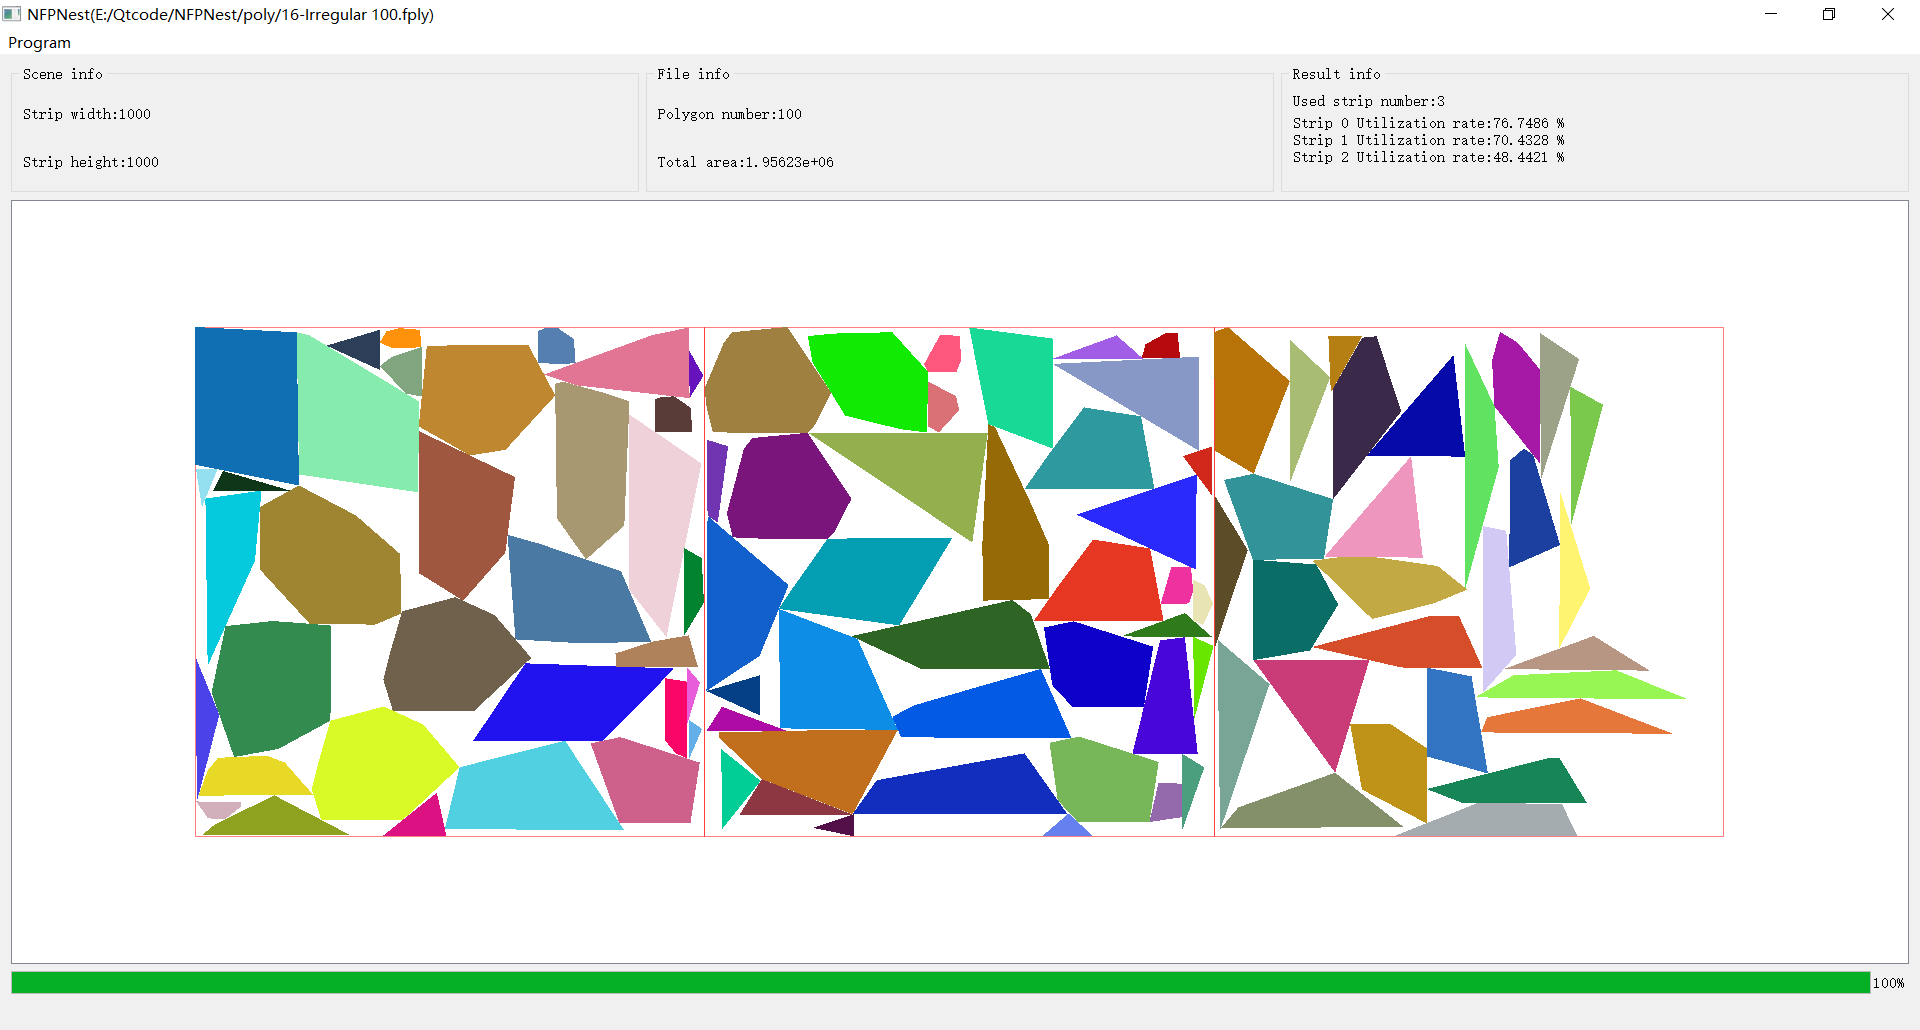 NFPNest(E:/Qtcode/NFPNest/poly/16-Irregular 100.fply)
Program
Scene info
Strip width:1000
Strip height:1000
File info
Polygon number:100
Total area:1.95623e+06
Result info
Used strip number:3
Strip 0 Utilization rate:76.7486 %
Strip 1 Utilization rate:70.4328 %
Strip 2 Utilization rate:48.4421 %
100%